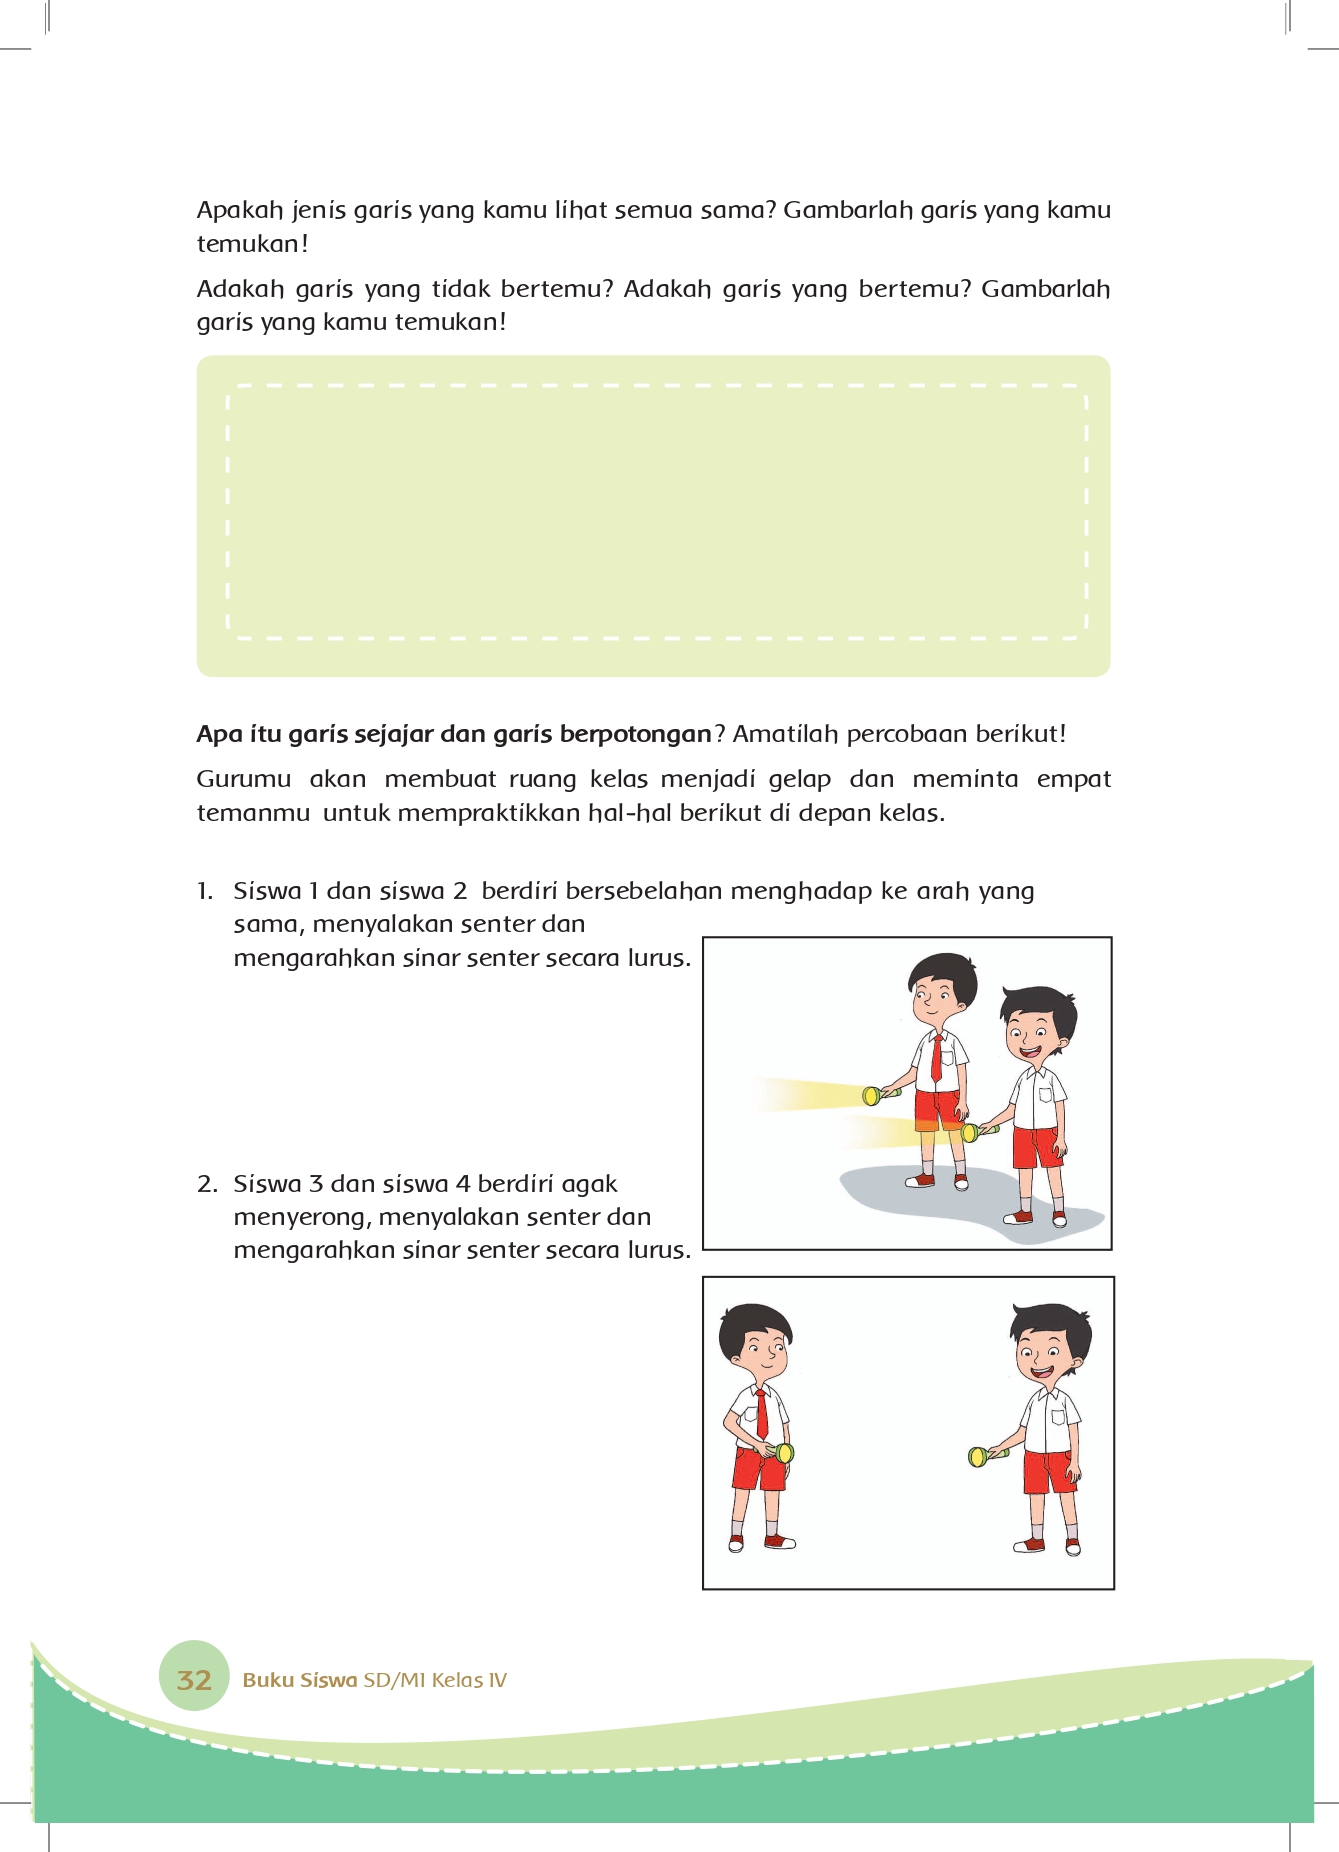 Apakah jenis garis yang kamu lihat semua sama? Gambarlah garis yang kamu
temukan!
Adakah garis yang tidak bertemu? Adakah garis yang bertemu? Gambarlah
garis yang kamu temukan!
Apa itu garis sejajar dan garis berpotongan? Amatilah percobaan berikut!
Gurumu akan membuat ruang kelas menjadi gelap dan meminta empat
temanmu untuk mempraktikkan hal-hal berikut di depan kelas.
1. Siswa 1 dan siswa 2 berdiri bersebelahan menghadap ke arah yang
sama, menyalakan senter dan
mengarahkan sinar senter secara lurus.
2. Siswa 3 dan siswa 4 berdiri agak
menyerong, menyalakan senter dan
mengarahkan sinar senter secara lurus.
32 Buku Siswa SD/MI Kelas IV